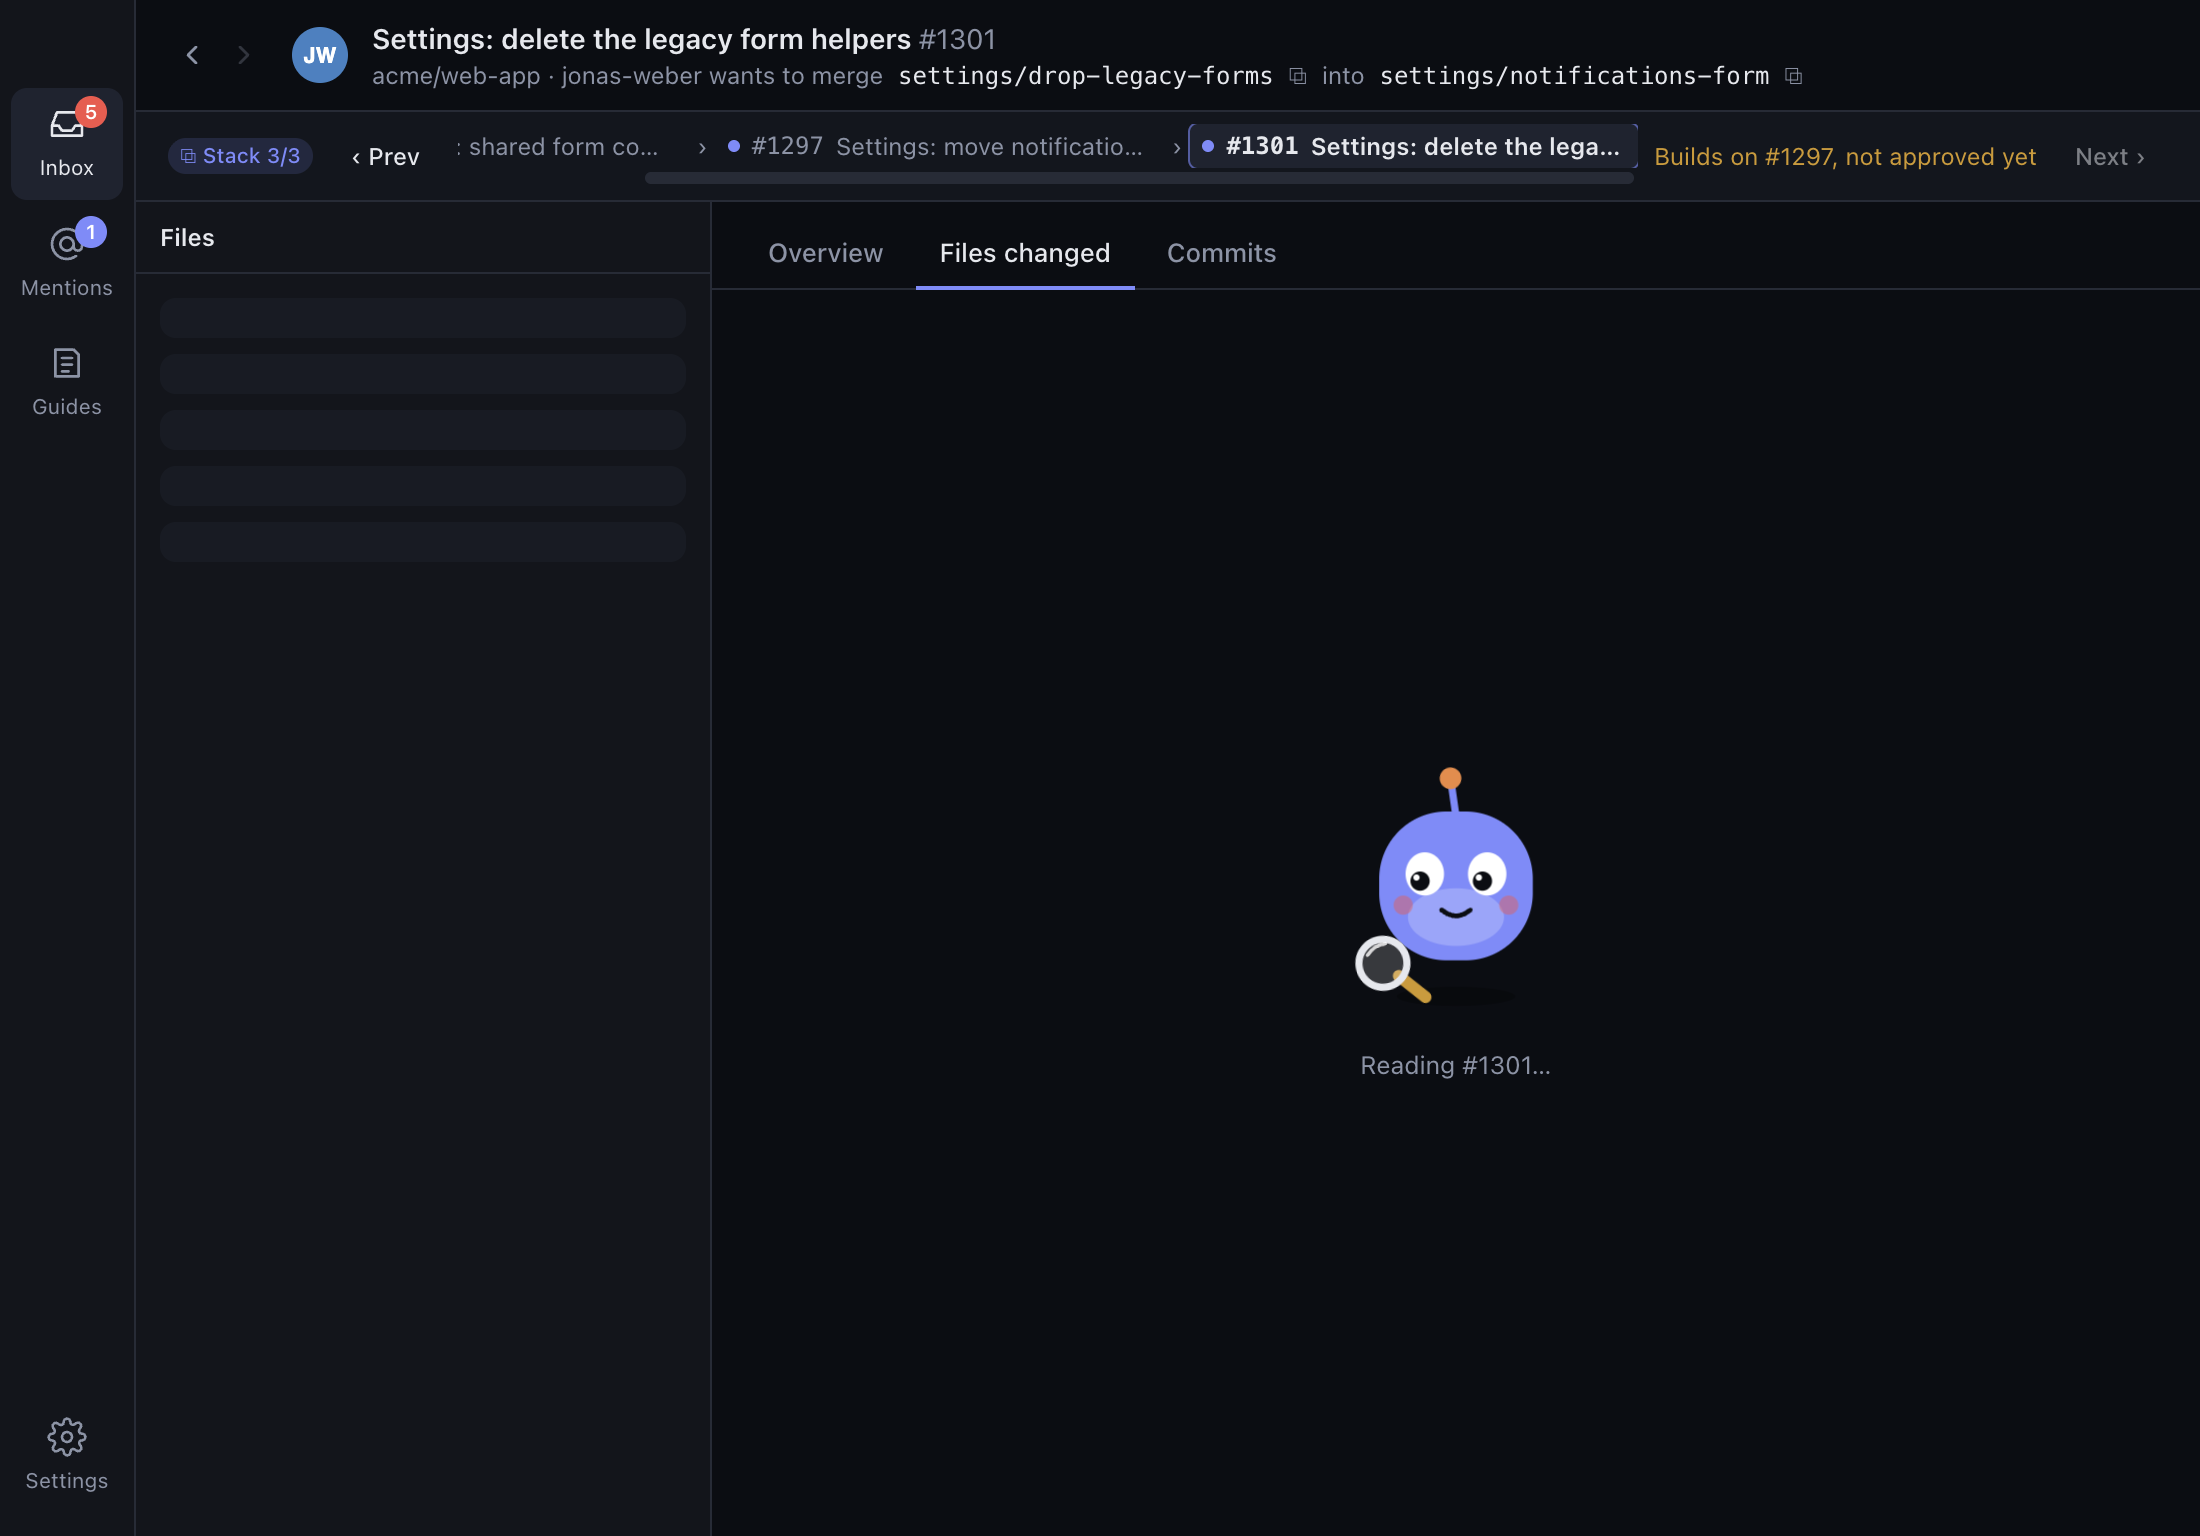 JW
Settings: delete the legacy form helpers #1301
acme/web-app · jonas-weber wants to merge settings/drop-legacy-forms into settings/notifications-form
5
Inbox
1
Mentions
Guides
Settings
Stack 3/3
‹ Prev
: shared form co... › #1297 Settings: move notificatio... › #1301 Settings: delete the lega...
Builds on #1297, not approved yet
Next ›
Files
Overview
Files changed
Commits
Reading #1301...